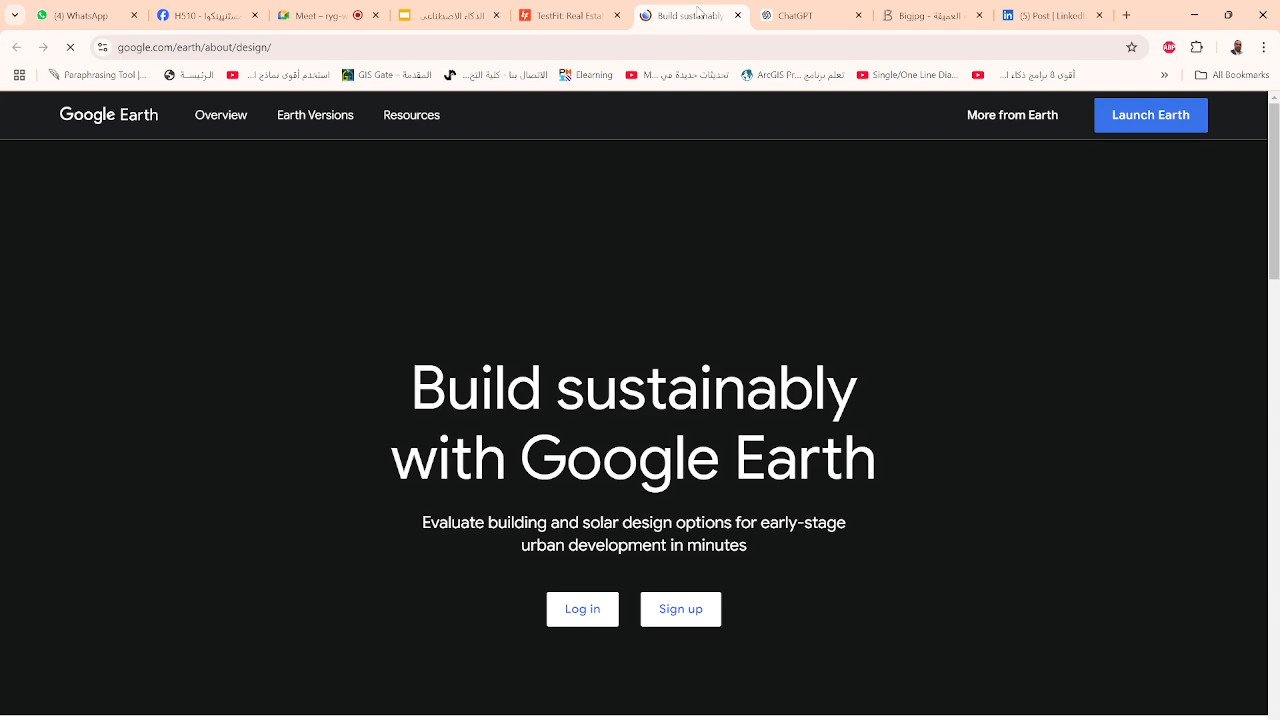 (4) WhatsApp
H510 - مستتيينكوا
Meet – ryg-w
الذكاء الاصطناعي
TestFit: Real Estat
Build sustainably
ChatGPT
Bigjpg - العميقة
(5) Post | LinkedI
google.com/earth/about/design/
Paraphrasing Tool |...
الرئيسة
استخدم أقوى نماذج ا...
GIS Gate - المقدمة
الاتصال بنا - كلية التج...
Elearning
M... تحديثات جديدة في
ArcGIS Pr... تعلم برنامج
Single/One Line Dia...
أقوى 8 برامج ذكاء ا...
All Bookmarks
Google Earth
Overview
Earth Versions
Resources
More from Earth
Launch Earth
Build sustainably
with Google Earth
Evaluate building and solar design options for early-stage
urban development in minutes
Log in
Sign up